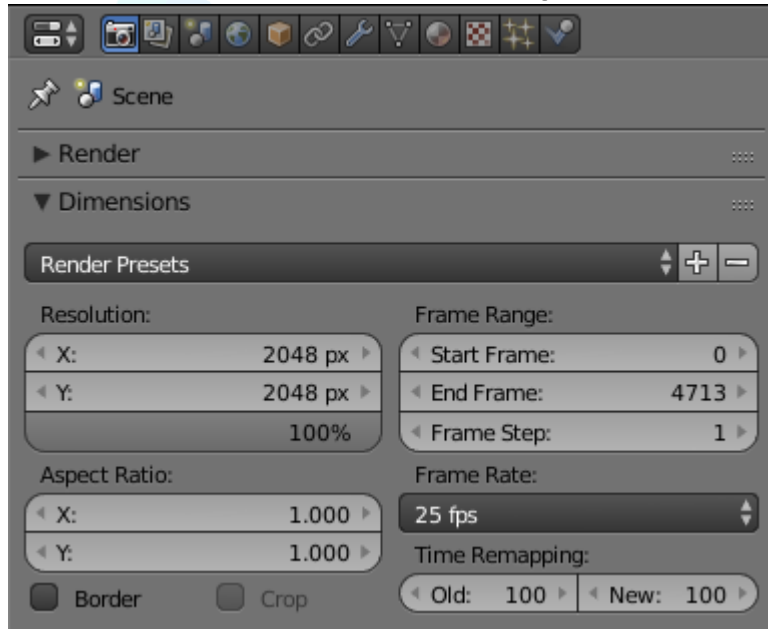 Scene
Render
Dimensions
Render Presets
Resolution:
X: 2048 px
Y: 2048 px
100%
Aspect Ratio:
X: 1.000
Y: 1.000
Border Crop
Frame Range:
Start Frame: 0
End Frame: 4713
Frame Step: 1
Frame Rate:
25 fps
Time Remapping:
Old: 100 New: 100